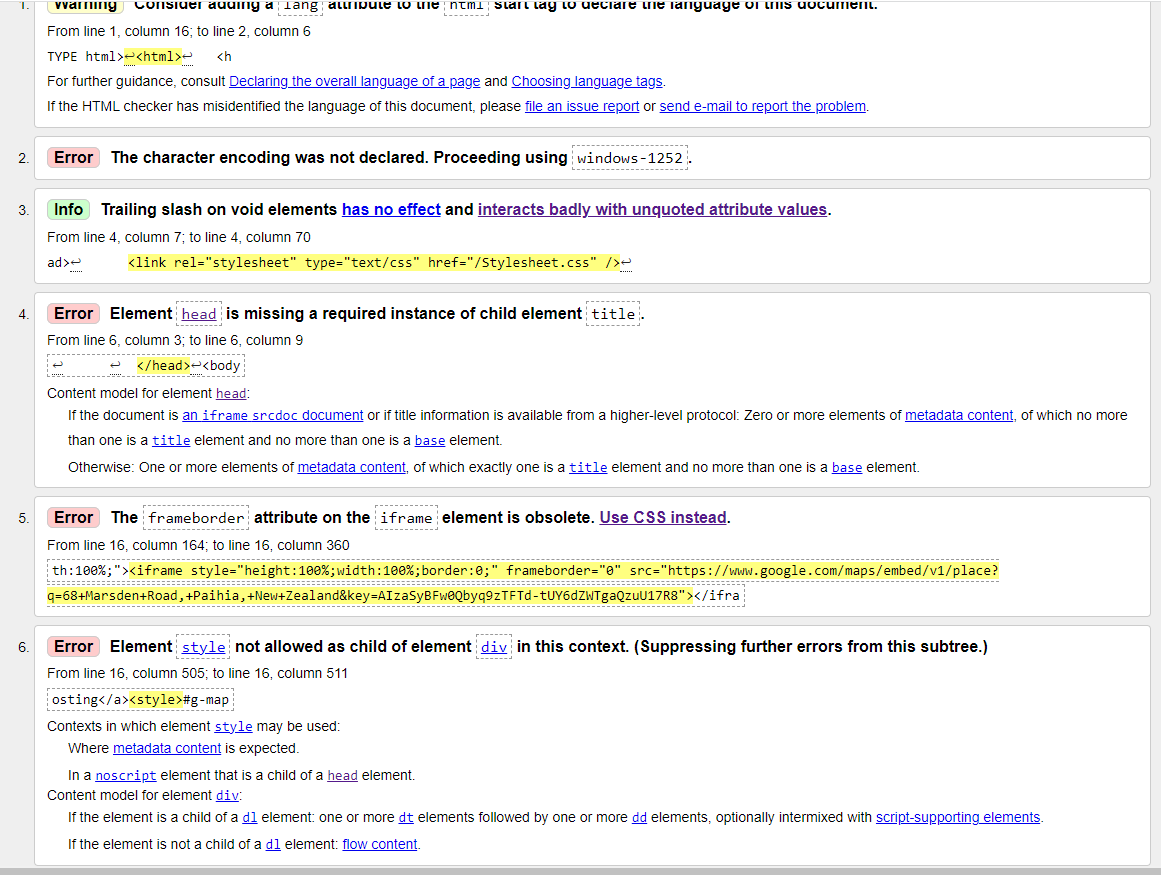 1. Warning Consider adding a lang attribute to the html start tag to declare the language of this document.
From line 1, column 16; to line 2, column 6
TYPE html>↩<html>↩   <h
For further guidance, consult Declaring the overall language of a page and Choosing language tags.
If the HTML checker has misidentified the language of this document, please file an issue report or send e-mail to report the problem.
2. Error The character encoding was not declared. Proceeding using windows-1252.
3. Info Trailing slash on void elements has no effect and interacts badly with unquoted attribute values.
From line 4, column 7; to line 4, column 70
ad>↩      <link rel="stylesheet" type="text/css" href="/Stylesheet.css" />↩
4. Error Element head is missing a required instance of child element title.
From line 6, column 3; to line 6, column 9
↩      ↩  </head>↩<body
Content model for element head:
If the document is an iframe srcdoc document or if title information is available from a higher-level protocol: Zero or more elements of metadata content, of which no more
than one is a title element and no more than one is a base element.
Otherwise: One or more elements of metadata content, of which exactly one is a title element and no more than one is a base element.
5. Error The frameborder attribute on the iframe element is obsolete. Use CSS instead.
From line 16, column 164; to line 16, column 360
th:100%;"><iframe style="height:100%;width:100%;border:0;" frameborder="0" src="https://www.google.com/maps/embed/v1/place?
q=68+Marsden+Road,+Paihia,+New+Zealand&key=AIzaSyBFw0Qbyq9zTFTd-tUY6dZWTgaQzuU17R8"></ifra
6. Error Element style not allowed as child of element div in this context. (Suppressing further errors from this subtree.)
From line 16, column 505; to line 16, column 511
osting</a><style>#g-map
Contexts in which element style may be used:
Where metadata content is expected.
In a noscript element that is a child of a head element.
Content model for element div:
If the element is a child of a dl element: one or more dt elements followed by one or more dd elements, optionally intermixed with script-supporting elements.
If the element is not a child of a dl element: flow content.